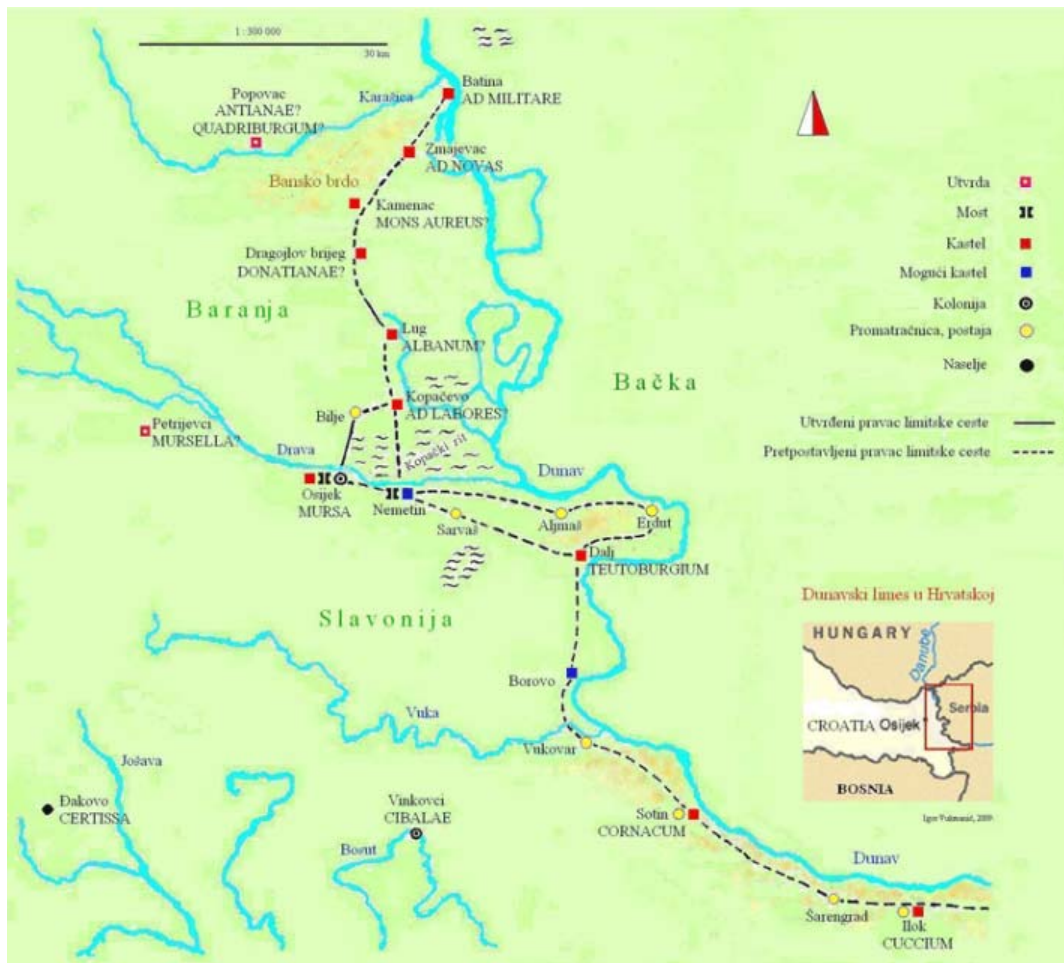 1 : 300 000
30 km
Batina
AD MILITARE
Karašica
Popovac
ANTIANAE?
QUADRIBURGUM?
Zmajevac
AD NOVAS
Bansko brdo
Kamenac
MONS AUREUS?
Dragojlov brijeg
DONATIANAE?
Baranja
Lug
ALBANUM?
Bačka
Kopačevo
AD LABORES?
Bilje
Petrijevci
MURSELLA?
Drava
Kopački rit
Dunav
Osijek
MURSA
Nemetin
Sarvaš
Aljmaš
Erdut
Dalj
TEUTOBURGIUM
Slavonija
Borovo
Vuka
Vukovar
Jošava
Đakovo
CERTISSA
Vinkovci
CIBALAE
Bosut
Sotin
CORNACUM
Dunav
Šarengrad
Ilok
CUCCIUM
Utvrda
Most
Kastel
Mogući kastel
Kolonija
Promatračnica, postaja
Naselje
Utvrđeni pravac limitske ceste
Pretpostavljeni pravac limitske ceste
Dunavski limes u Hrvatskoj
HUNGARY
Danube
Serbia
CROATIA Osijek
BOSNIA
Igor Vukmanić, 2009